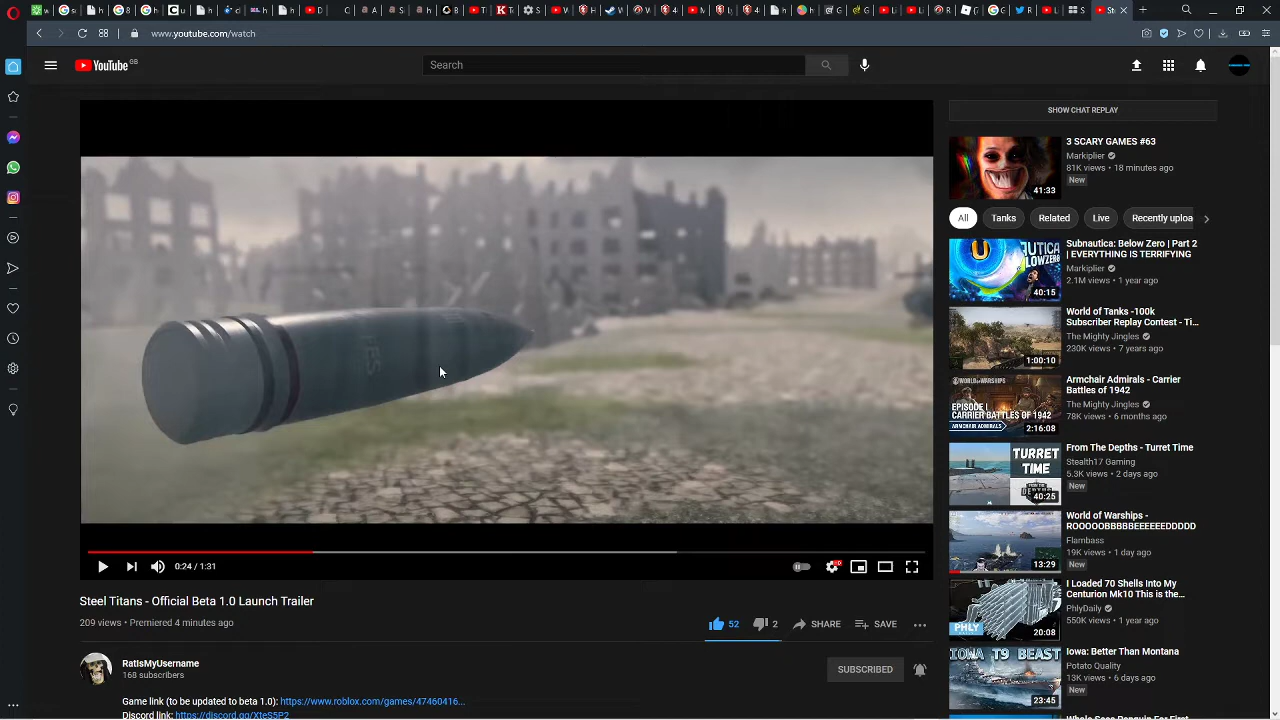 www.youtube.com/watch
YouTube GB
Search
SHOW CHAT REPLAY
3 SCARY GAMES #63
Markiplier
81K views • 18 minutes ago
New
41:33
All
Tanks
Related
Live
Recently uploa
Subnautica: Below Zero | Part 2
| EVERYTHING IS TERRIFYING
Markiplier
2.1M views • 1 year ago
40:15
World of Tanks -100k
Subscriber Replay Contest - Ti...
The Mighty Jingles
230K views • 7 years ago
1:00:10
Armchair Admirals - Carrier
Battles of 1942
The Mighty Jingles
78K views • 6 months ago
WORLD OF WARSHIPS
EPISODE I
CARRIER BATTLES OF 1942
ARMCHAIR ADMIRALS
2:16:08
From The Depths - Turret Time
Stealth17 Gaming
5.3K views • 2 days ago
New
TURRET
TIME
40:25
World of Warships -
ROOOOOBBBBBEEEEEEDDDDD
Flambass
19K views • 1 day ago
13:29
I Loaded 70 Shells Into My
Centurion Mk10 This is the...
PhlyDaily
550K views • 1 year ago
PHLY
20:08
Iowa: Better Than Montana
Potato Quality
13K views • 6 days ago
New
IOWA T9 BEAST
23:45
0:24 / 1:31
Steel Titans - Official Beta 1.0 Launch Trailer
209 views • Premiered 4 minutes ago
52
2
SHARE
SAVE
RatIsMyUsername
168 subscribers
SUBSCRIBED
Game link (to be updated to beta 1.0): https://www.roblox.com/games/47460416...
Discord link: https://discord.gg/XteS5P2